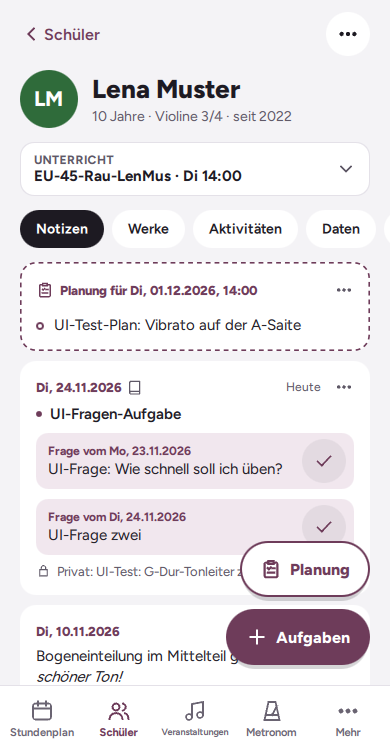 Schüler
LM
Lena Muster
10 Jahre · Violine 3/4 · seit 2022
UNTERRICHT
EU-45-Rau-LenMus · Di 14:00
Notizen
Werke
Aktivitäten
Daten
Planung für Di, 01.12.2026, 14:00
UI-Test-Plan: Vibrato auf der A-Saite
Di, 24.11.2026
Heute
UI-Fragen-Aufgabe
Frage vom Mo, 23.11.2026
UI-Frage: Wie schnell soll ich üben?
Frage vom Di, 24.11.2026
UI-Frage zwei
Privat: UI-Test: G-Dur-Tonleiter
Planung
Di, 10.11.2026
Aufgaben
Bogeneinteilung im Mittelteil
schöner Ton!
Stundenplan
Schüler
Veranstaltungen
Metronom
Mehr